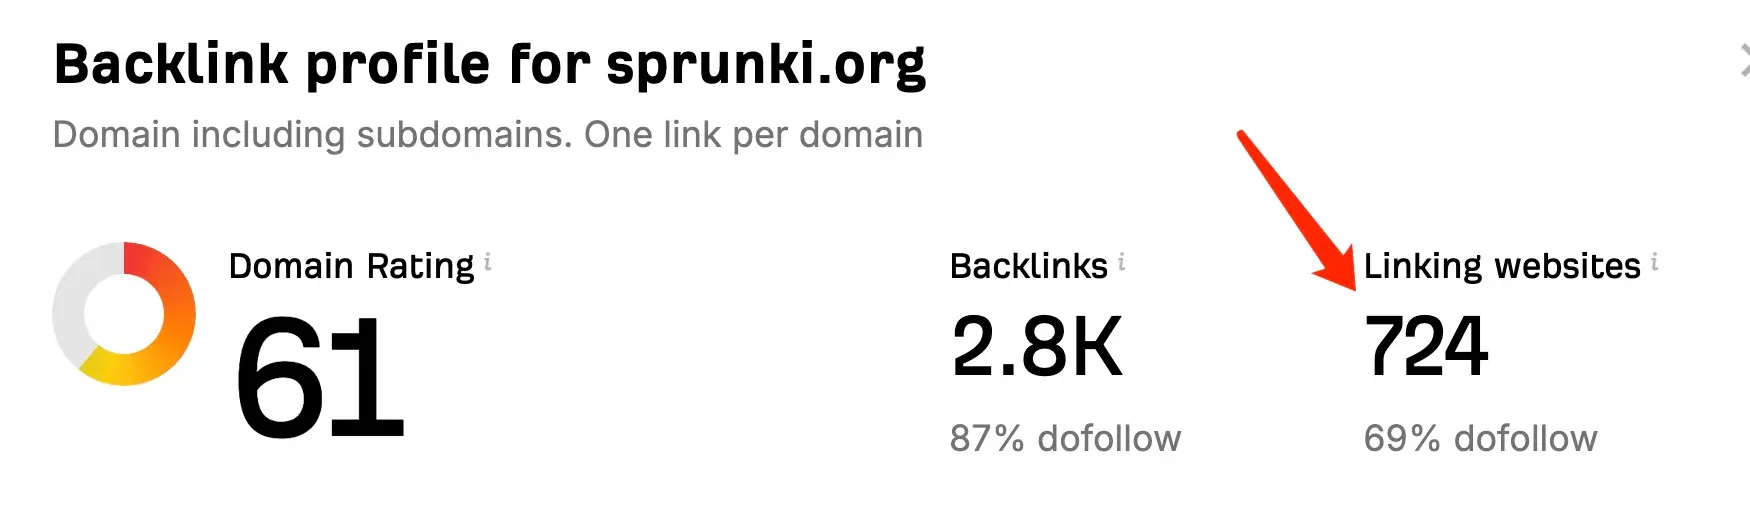 Backlink profile for sprunki.org
Domain including subdomains. One link per domain
Domain Rating i
61
Backlinks i
2.8K
87% dofollow
Linking websites i
724
69% dofollow